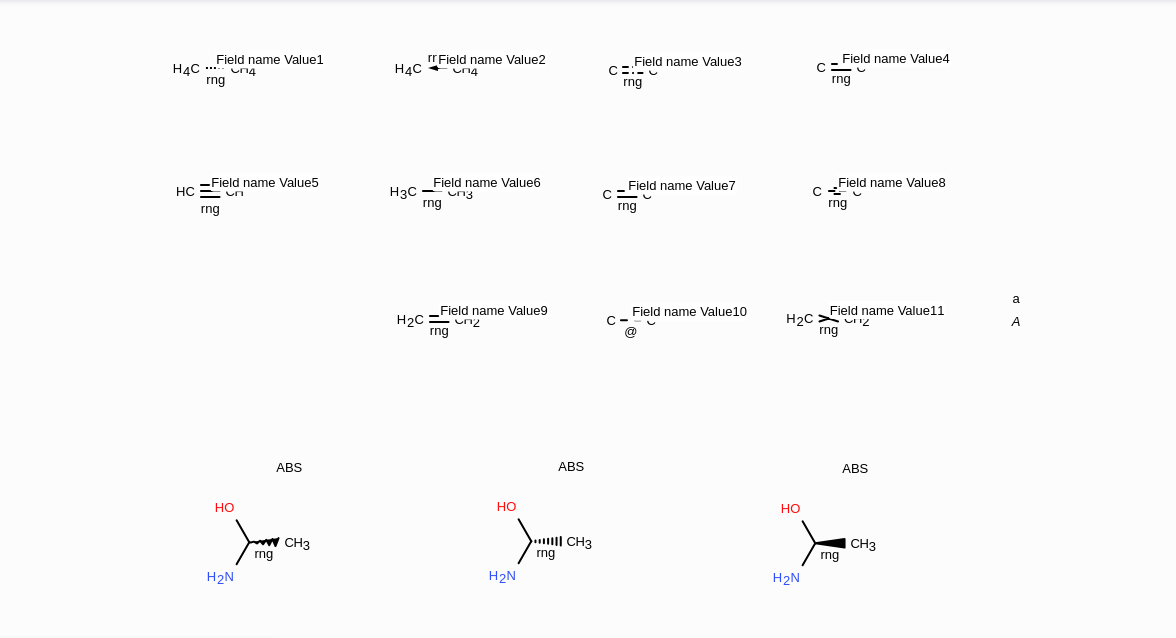 H4C CH4 Field name Value1
rng
H4C CH4 Field name Value2
C C Field name Value3
rng
C C Field name Value4
rng
HC CH Field name Value5
rng
H3C CH3 Field name Value6
rng
C C Field name Value7
rng
C C Field name Value8
rng
H2C CH2 Field name Value9
rng
C C Field name Value10
@
H2C CH2 Field name Value11
rng
a
A
ABS
HO
CH3
rng
H2N
ABS
HO
CH3
rng
H2N
ABS
HO
CH3
rng
H2N